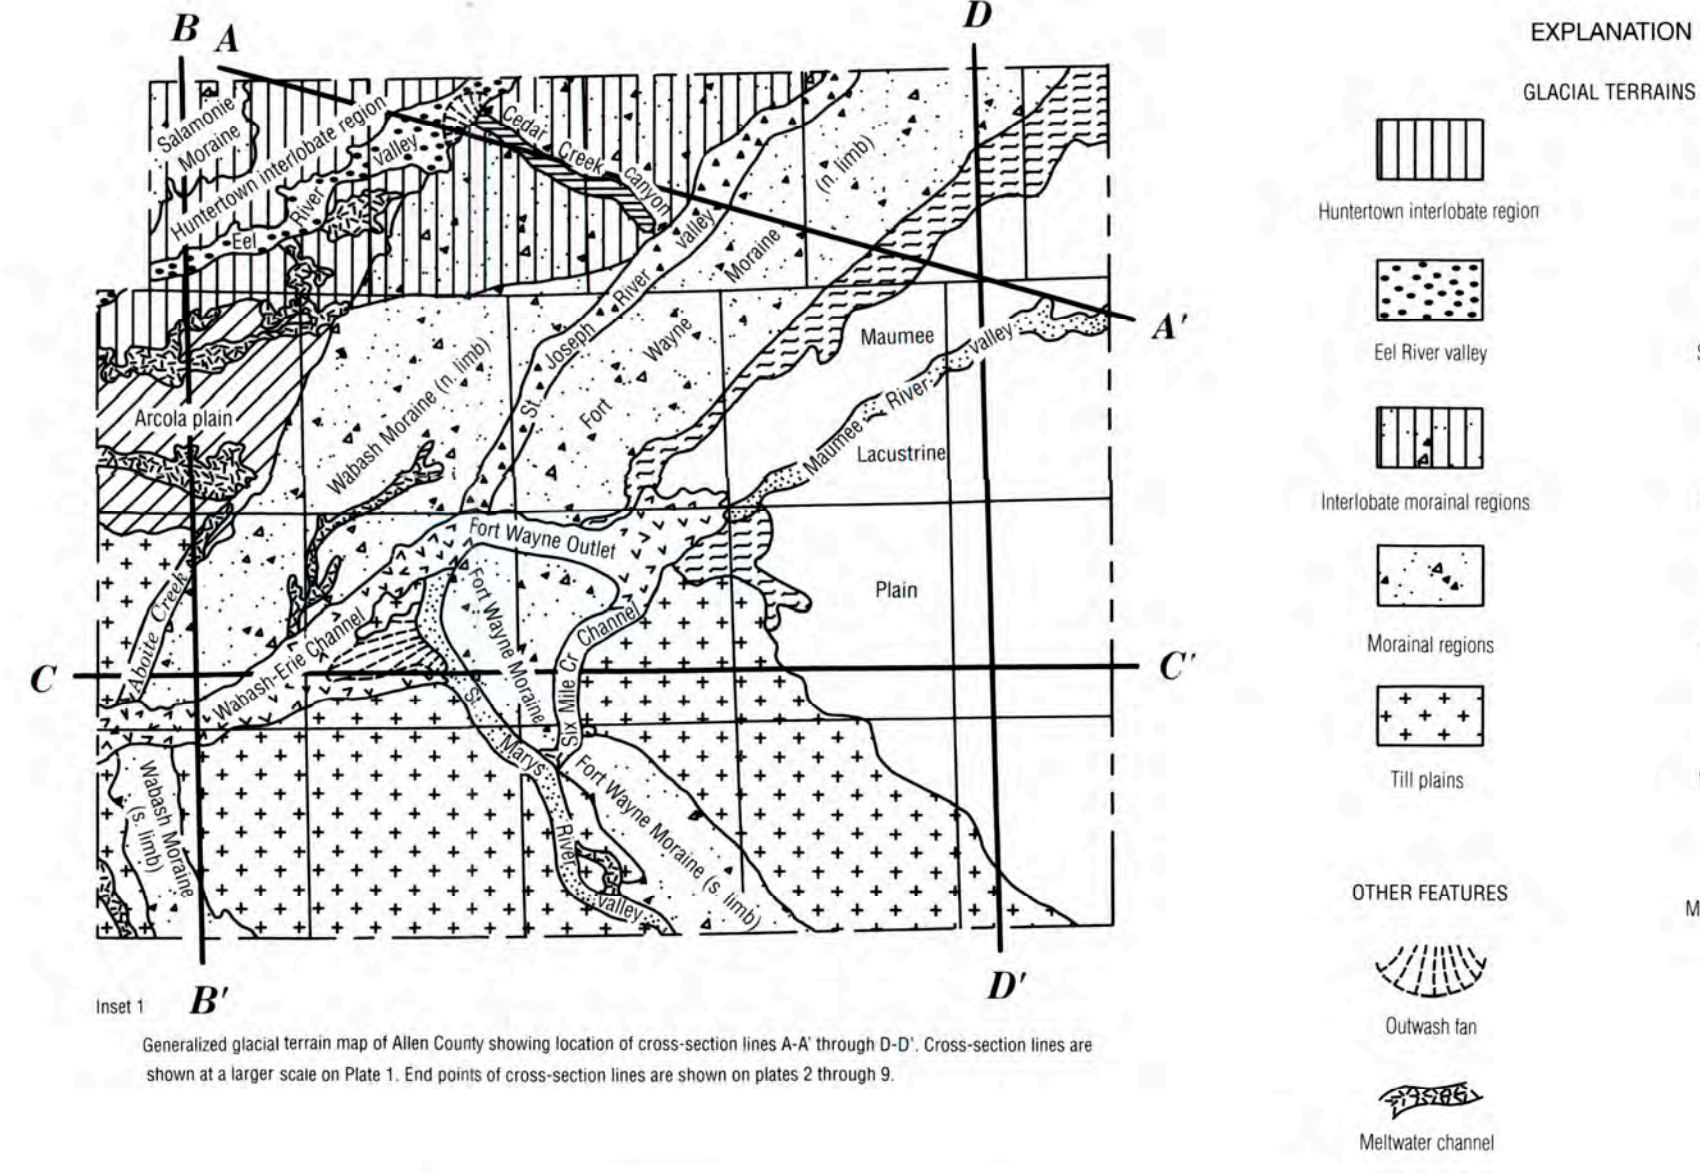 B
A
D
EXPLANATION
GLACIAL TERRAINS
Salamonie
Moraine
Huntertown interlobate region
Eel
River
Valley
Cedar
Creek
canyon
(n. limb)
Huntertown interlobate region
Eel River valley
Interlobate morainal regions
Morainal regions
Till plains
St.
Joseph
River
valley
Fort
Wayne
Moraine
A'
Maumee
Lacustrine
Plain
Maumee
River
valley
Arcola plain
Wabash Moraine (n. limb)
Fort Wayne Outlet
Aboite Creek
Wabash-Erie Channel
Fort Wayne Moraine
Six Mile Cr
Channel
C
C'
St.
Marys
River
valley
Wabash Moraine
(s. limb)
Fort Wayne Moraine (s. limb)
OTHER FEATURES
Outwash fan
Meltwater channel
B'
D'
Inset 1
Generalized glacial terrain map of Allen County showing location of cross-section lines A-A' through D-D'. Cross-section lines are
shown at a larger scale on Plate 1. End points of cross-section lines are shown on plates 2 through 9.